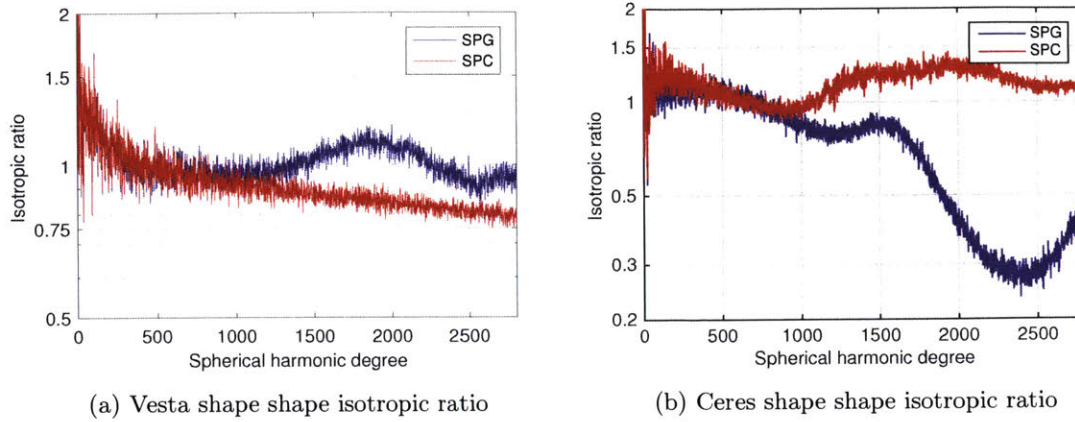 2
1.5
1
0.75
0.5
0
500
1000
1500
2000
2500
Isotropic ratio
Spherical harmonic degree
SPG
SPC
(a) Vesta shape shape isotropic ratio
2
1.5
1
0.5
0.3
0.2
0
500
1000
1500
2000
2500
Isotropic ratio
Spherical harmonic degree
SPG
SPC
(b) Ceres shape shape isotropic ratio